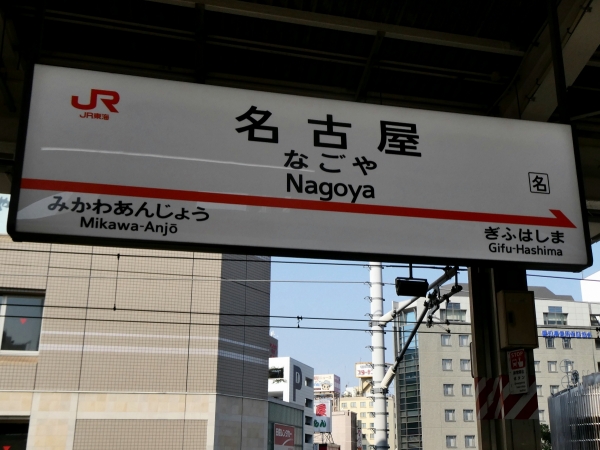 JR
JR東海
名古屋
なごや
Nagoya
名
みかわあんじょう
Mikawa-Anjō
ぎふはしま
Gifu-Hashima
P